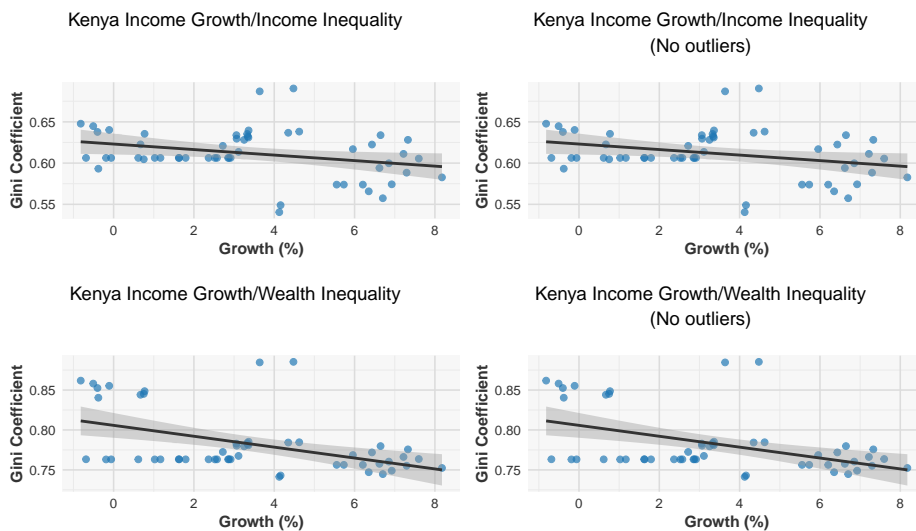 Kenya Income Growth/Income Inequality
Gini Coefficient
0.65
0.60
0.55
0 2 4 6 8
Growth (%)
Kenya Income Growth/Income Inequality
(No outliers)
Gini Coefficient
0.65
0.60
0.55
0 2 4 6 8
Growth (%)
Kenya Income Growth/Wealth Inequality
Gini Coefficient
0.85
0.80
0.75
0 2 4 6 8
Growth (%)
Kenya Income Growth/Wealth Inequality
(No outliers)
Gini Coefficient
0.85
0.80
0.75
0 2 4 6 8
Growth (%)